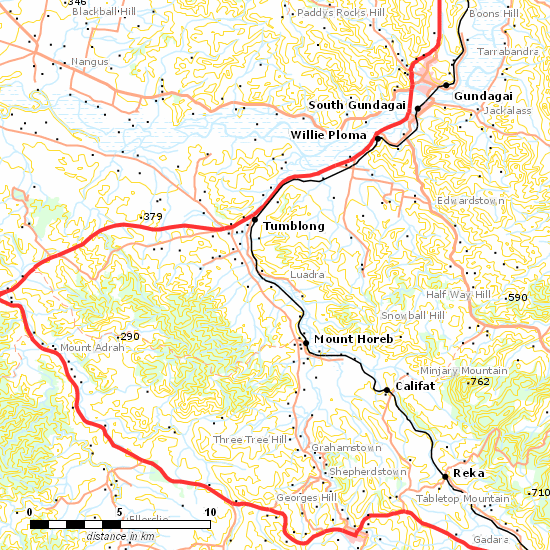 346
Blackball Hill
Paddys Rocks Hill
Boons Hill
Tarrabandra
Nangus
Gundagai
South Gundagai
Jackalass
Willie Ploma
Edwardstown
379
Tumblong
Luadra
Half Way Hill
590
Snowball Hill
290
Mount Adrah
Mount Horeb
Minjary Mountain
762
Califat
Three Tree Hill
Grahamstown
Shepherdstown
Reka
Georges Hill
Tabletop Mountain
710
0 5 10
Ellerslie
distance in km
Gadara